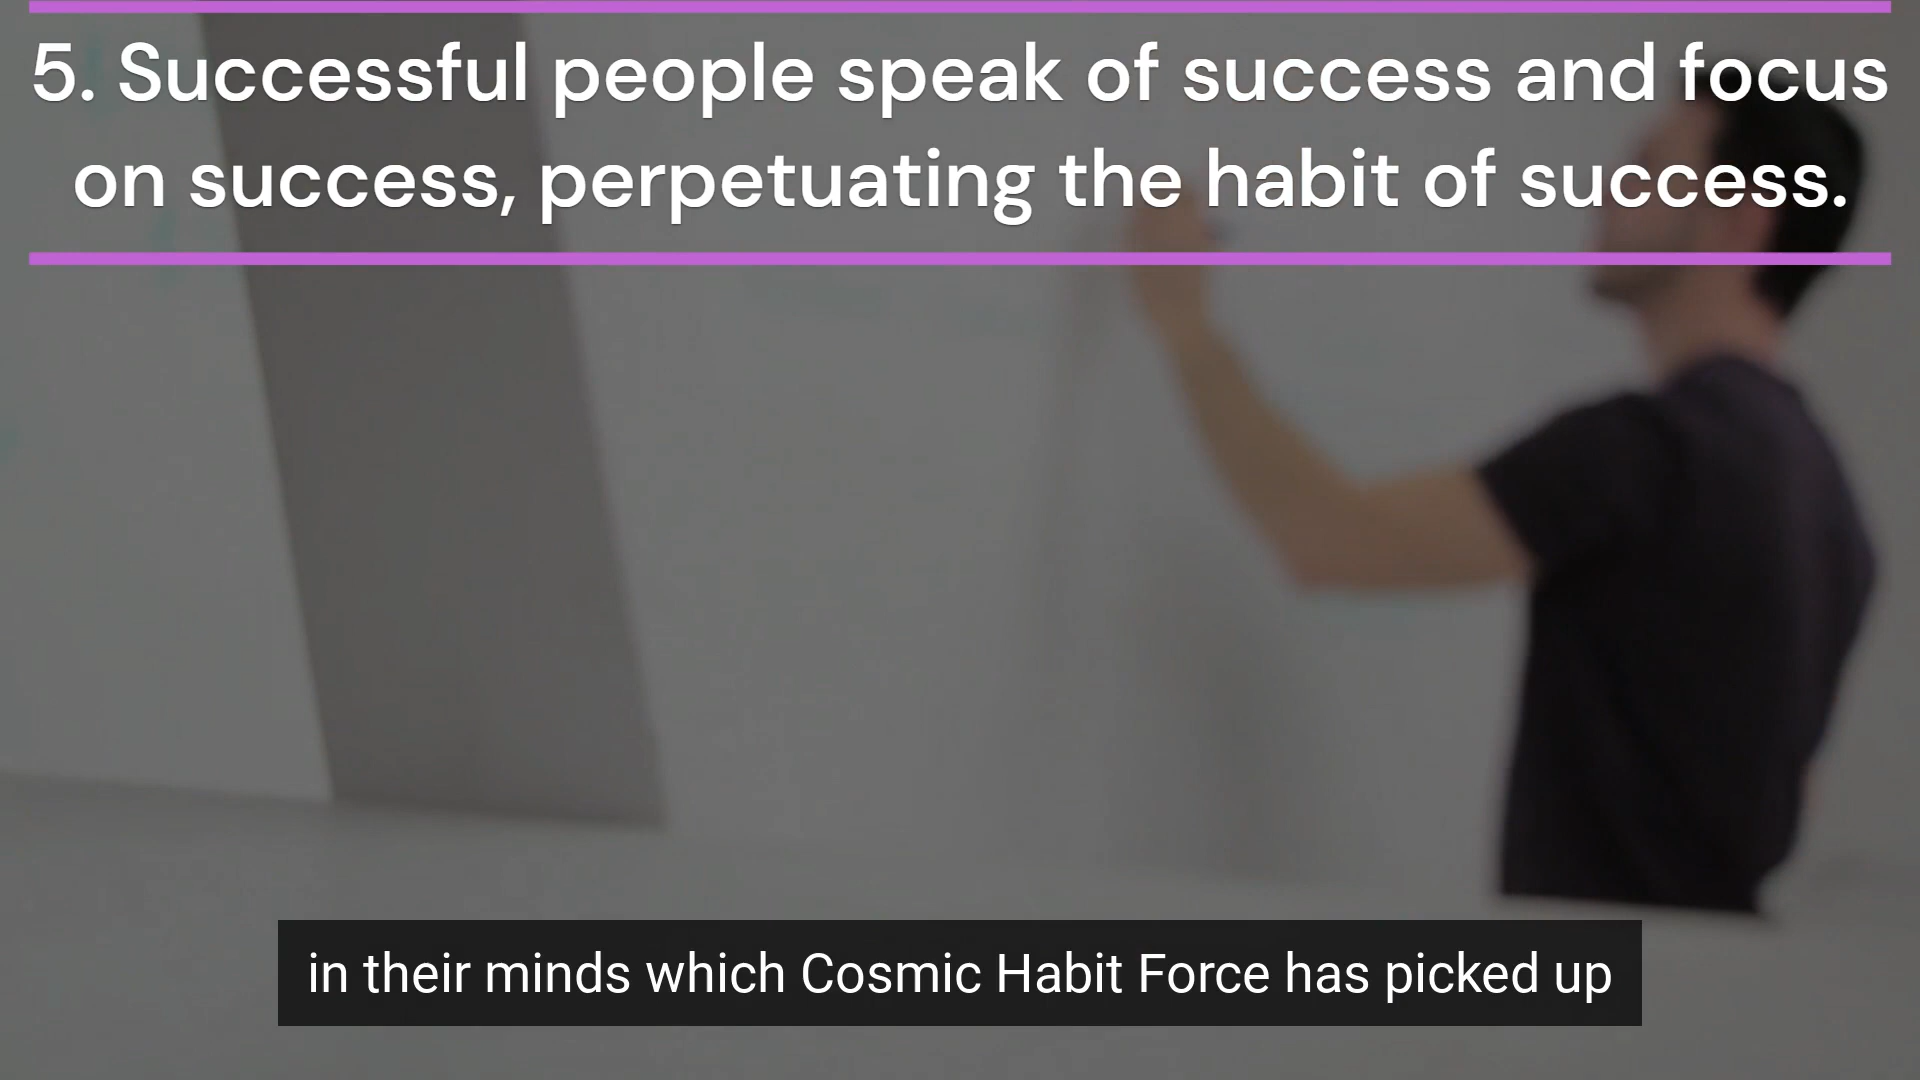 5. Successful people speak of success and focus
on success, perpetuating the habit of success.
in their minds which Cosmic Habit Force has picked up